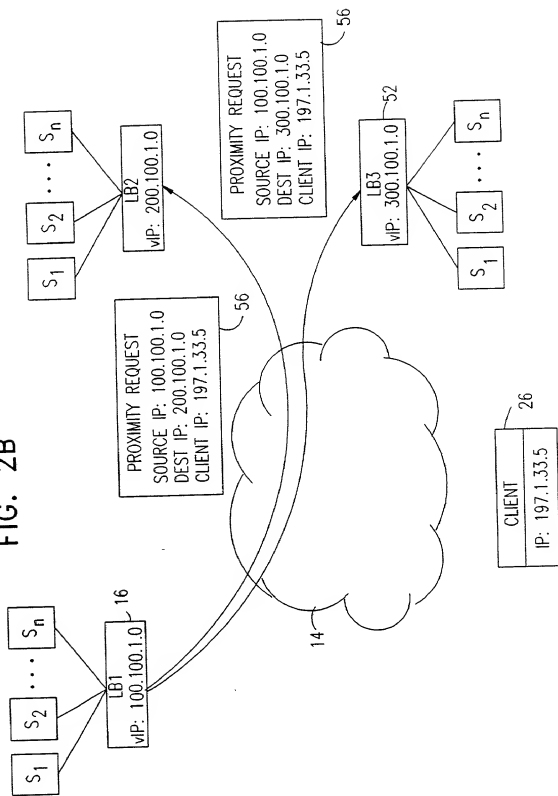 FIG. 2B
S1
S2
• • • •
Sn
LB1
vIP: 100.100.1.0
16
S1
S2
• • • •
Sn
LB2
vIP: 200.100.1.0
PROXIMITY REQUEST
SOURCE IP: 100.100.1.0
DEST IP: 200.100.1.0
CLIENT IP: 197.1.33.5
56
PROXIMITY REQUEST
SOURCE IP: 100.100.1.0
DEST IP: 300.100.1.0
CLIENT IP: 197.1.33.5
56
14
LB3
vIP: 300.100.1.0
52
S1
S2
• • • •
Sn
CLIENT
IP: 197.1.33.5
26